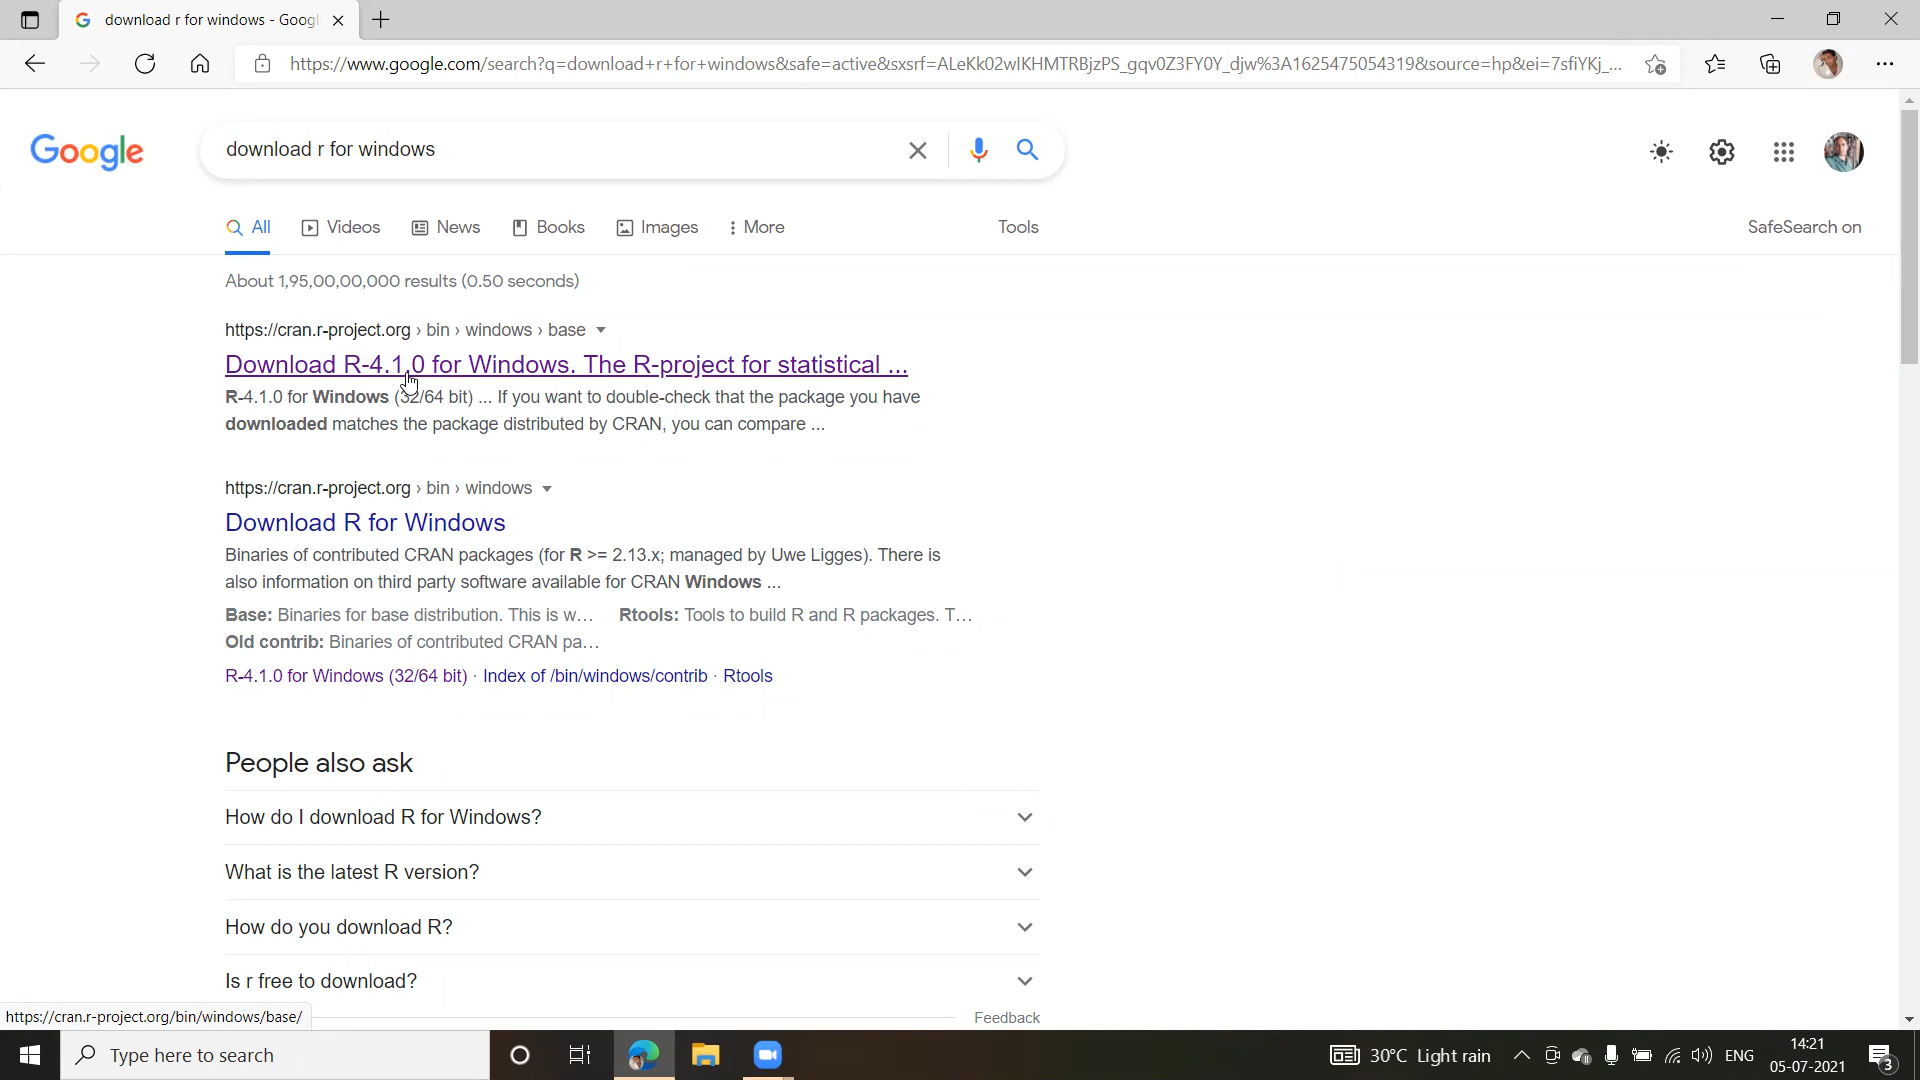 download r for windows - Googl
https://www.google.com/search?q=download+r+for+windows&safe=active&sxsrf=ALeKk02wIKHMTRBjzPS_gqv0Z3FY0Y_djw%3A1625475054319&source=hp&ei=7sfiYKj_...
Google
download r for windows
All
Videos
News
Books
Images
More
Tools
SafeSearch on
About 1,95,00,00,000 results (0.50 seconds)
https://cran.r-project.org › bin › windows › base
Download R-4.1.0 for Windows. The R-project for statistical ...
R-4.1.0 for Windows (32/64 bit) ... If you want to double-check that the package you have
downloaded matches the package distributed by CRAN, you can compare ...
https://cran.r-project.org › bin › windows
Download R for Windows
Binaries of contributed CRAN packages (for R >= 2.13.x; managed by Uwe Ligges). There is
also information on third party software available for CRAN Windows ...
Base: Binaries for base distribution. This is w... Rtools: Tools to build R and R packages. T...
Old contrib: Binaries of contributed CRAN pa...
R-4.1.0 for Windows (32/64 bit) · Index of /bin/windows/contrib · Rtools
People also ask
How do I download R for Windows?
What is the latest R version?
How do you download R?
Is r free to download?
https://cran.r-project.org/bin/windows/base/
Feedback
Type here to search
30°C Light rain
ENG
14:21
05-07-2021
3